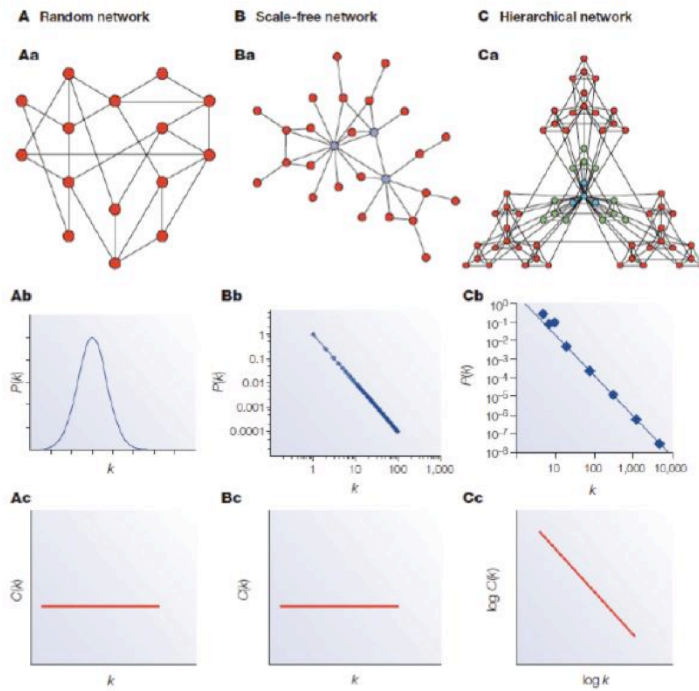 A Random network
B Scale-free network
C Hierarchical network
Aa
Ba
Ca
Ab
P(k)
k
Bb
1
0.1
0.01
0.001
0.0001
P(k)
1 10 100 1,000
k
Cb
10⁰
10⁻¹
10⁻²
10⁻³
10⁻⁴
10⁻⁵
10⁻⁶
10⁻⁷
10⁻⁸
P(k)
10 100 1,000 10,000
k
Ac
C(k)
k
Bc
C(k)
k
Cc
log C(k)
log k